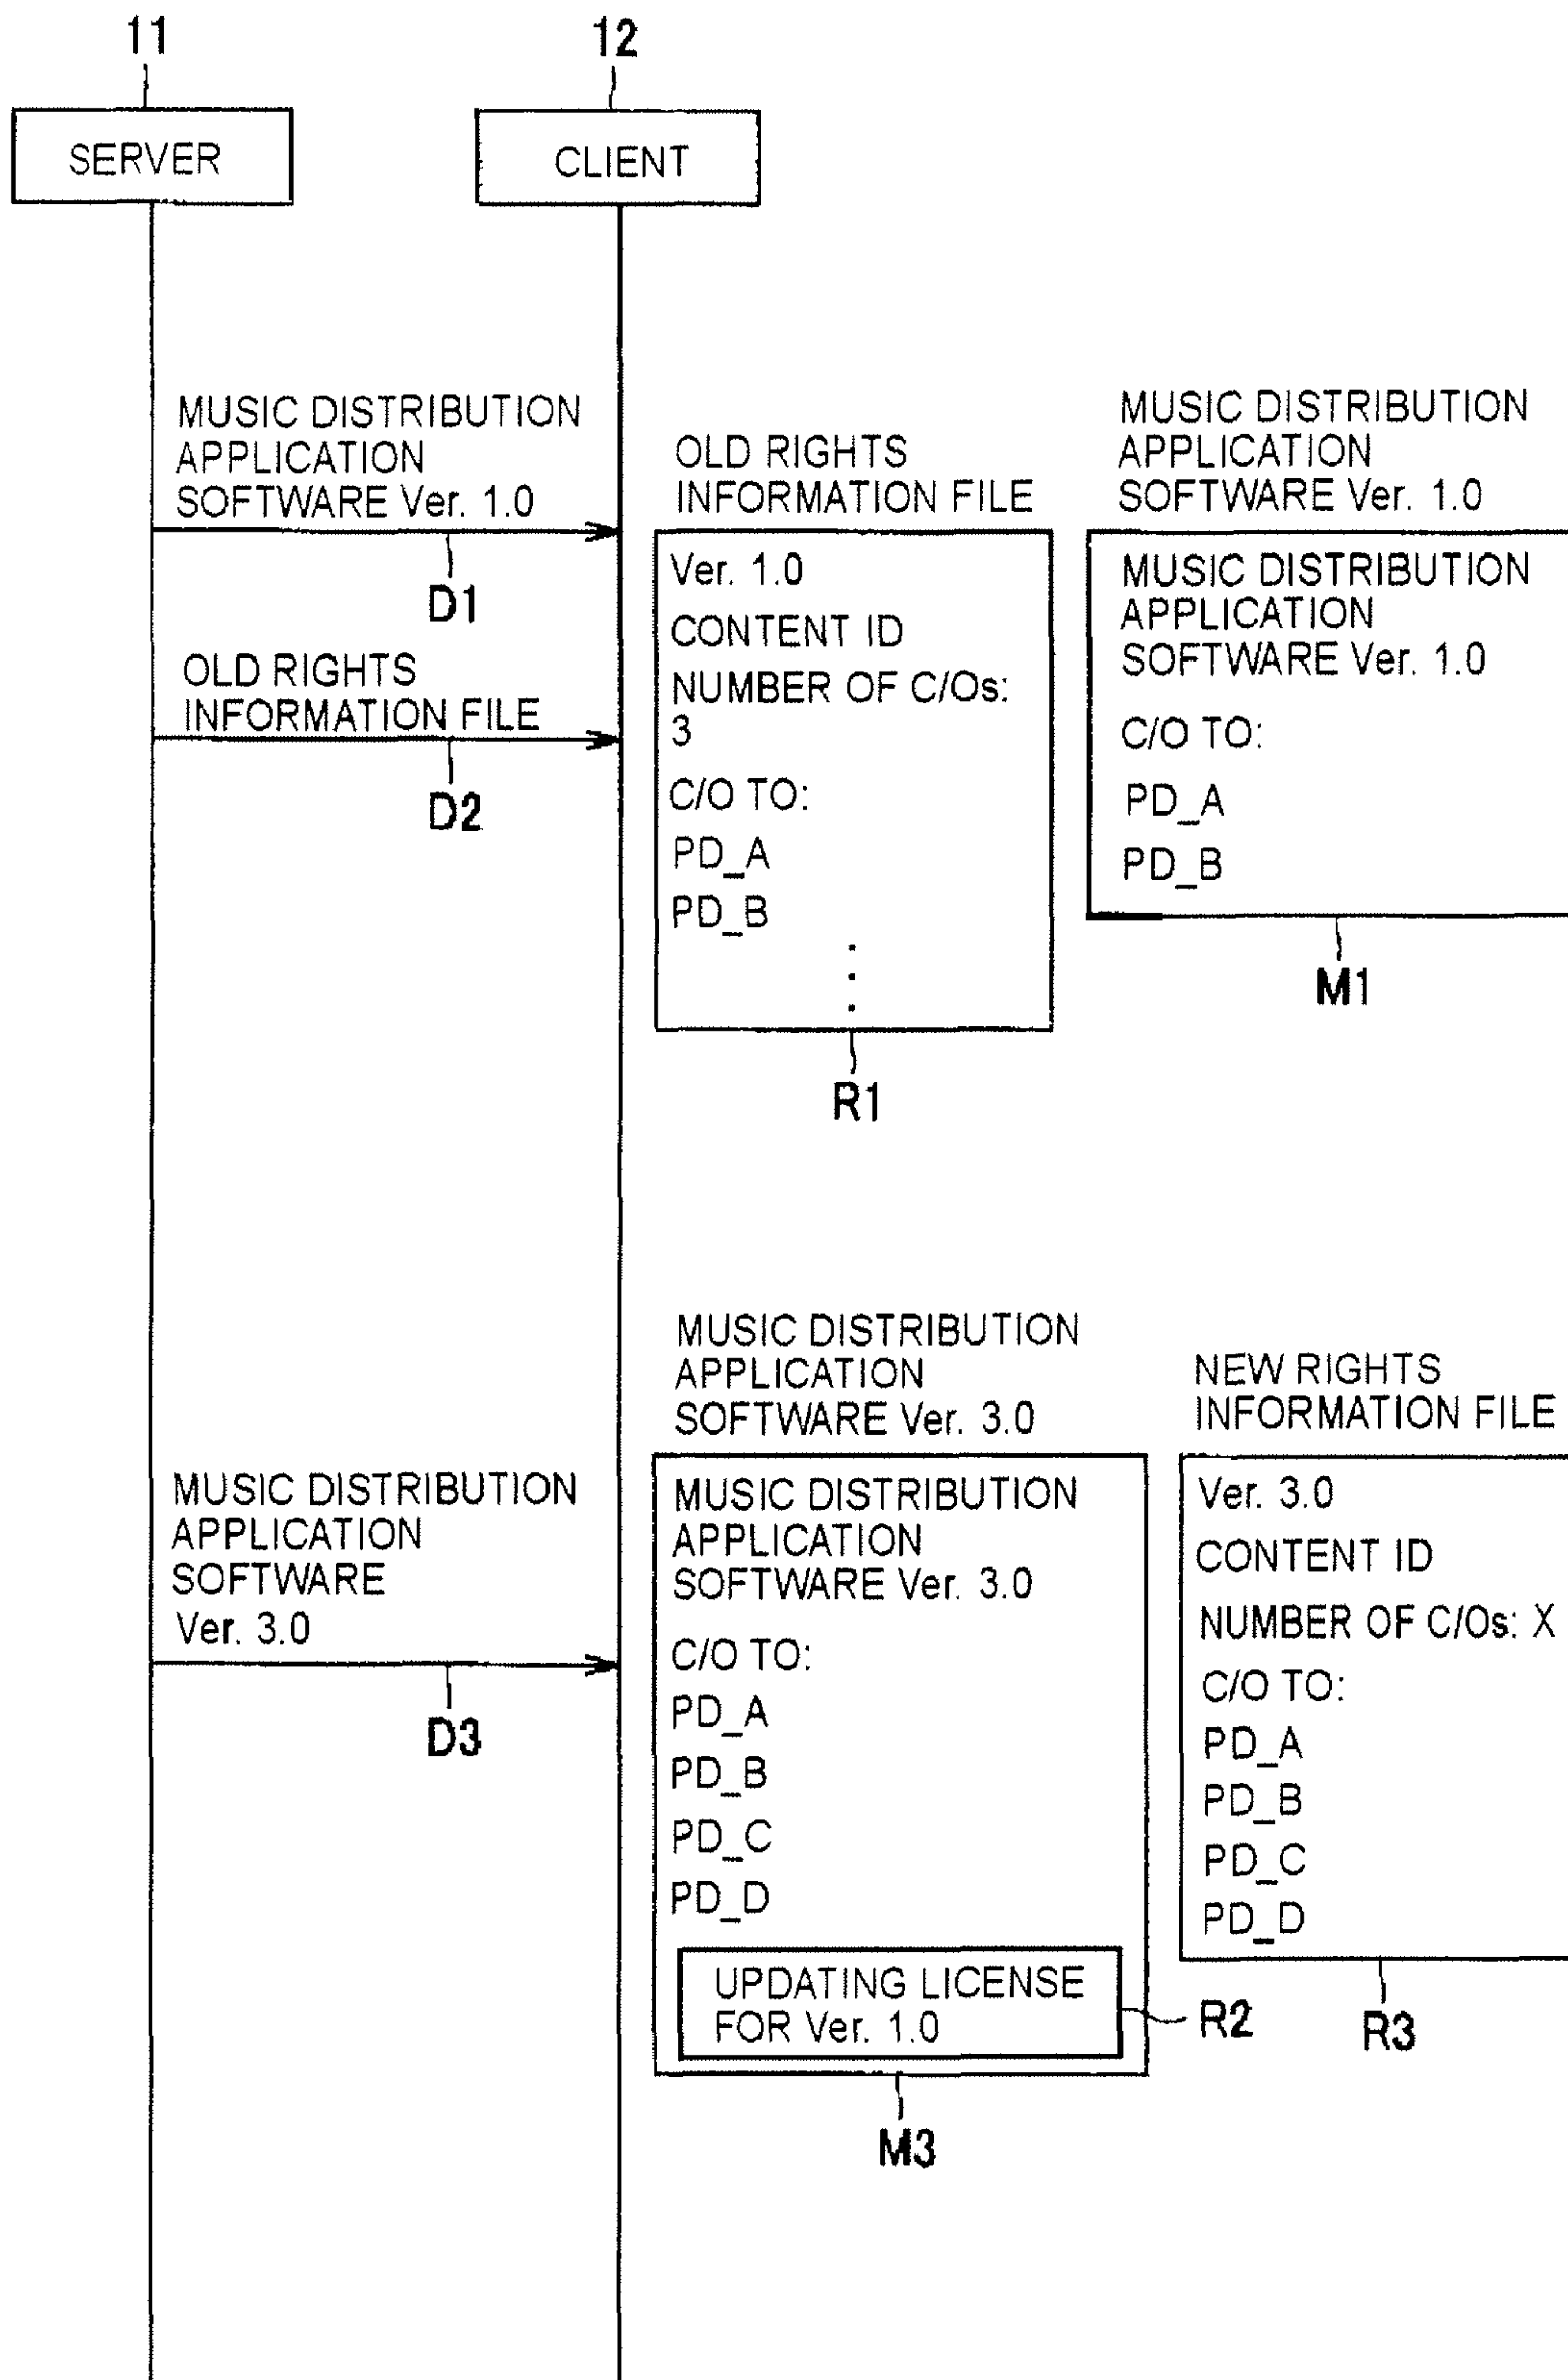 11
12
SERVER
CLIENT
MUSIC DISTRIBUTION
APPLICATION
SOFTWARE Ver. 1.0
D1
OLD RIGHTS
INFORMATION FILE
D2
OLD RIGHTS
INFORMATION FILE
Ver. 1.0
CONTENT ID
NUMBER OF C/Os:
3
C/O TO:
PD_A
PD_B
R1
MUSIC DISTRIBUTION
APPLICATION
SOFTWARE Ver. 1.0
MUSIC DISTRIBUTION
APPLICATION
SOFTWARE Ver. 1.0
C/O TO:
PD_A
PD_B
M1
MUSIC DISTRIBUTION
APPLICATION
SOFTWARE
Ver. 3.0
D3
MUSIC DISTRIBUTION
APPLICATION
SOFTWARE Ver. 3.0
MUSIC DISTRIBUTION
APPLICATION
SOFTWARE Ver. 3.0
C/O TO:
PD_A
PD_B
PD_C
PD_D
UPDATING LICENSE
FOR Ver. 1.0
R2
M3
NEW RIGHTS
INFORMATION FILE
Ver. 3.0
CONTENT ID
NUMBER OF C/Os: X
C/O TO:
PD_A
PD_B
PD_C
PD_D
R3